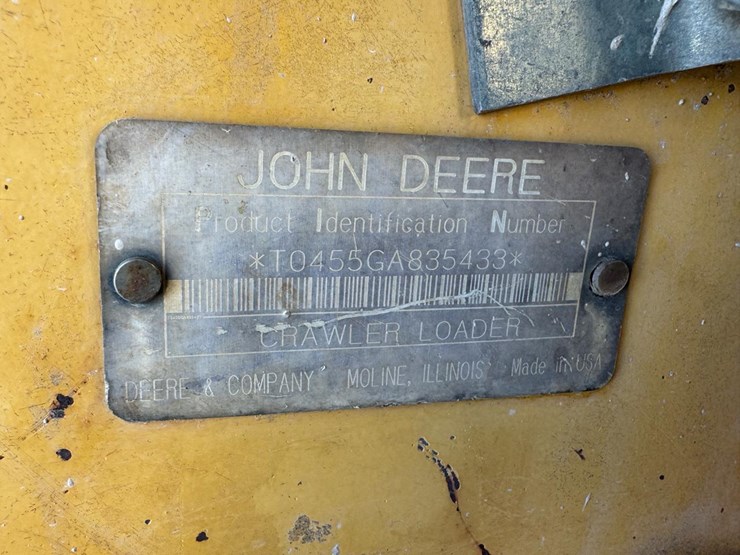 JOHN DEERE
Product Identification Number
*T0455GA835433*
CRAWLER LOADER
DEERE & COMPANY MOLINE, ILLINOIS Made in USA